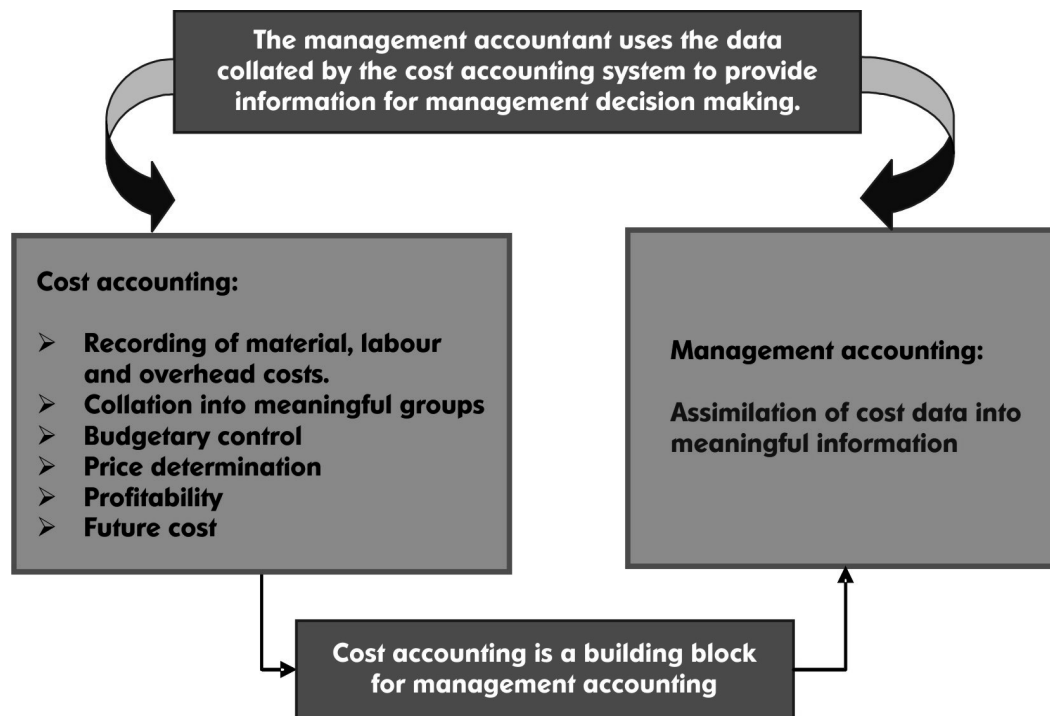 The management accountant uses the data
collated by the cost accounting system to provide
information for management decision making.
Cost accounting:
➢ Recording of material, labour
and overhead costs.
➢ Collation into meaningful groups
➢ Budgetary control
➢ Price determination
➢ Profitability
➢ Future cost
Management accounting:
Assimilation of cost data into
meaningful information
Cost accounting is a building block
for management accounting